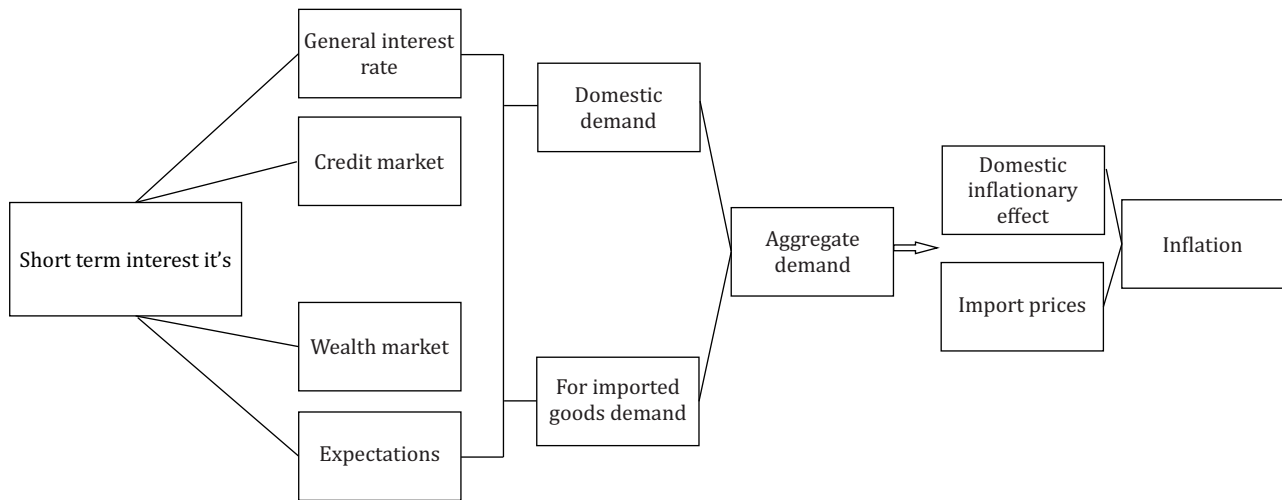 General interest
rate
Credit market
Short term interest it's
Wealth market
Expectations
Domestic
demand
For imported
goods demand
Aggregate
demand
Domestic
inflationary
effect
Import prices
Inflation